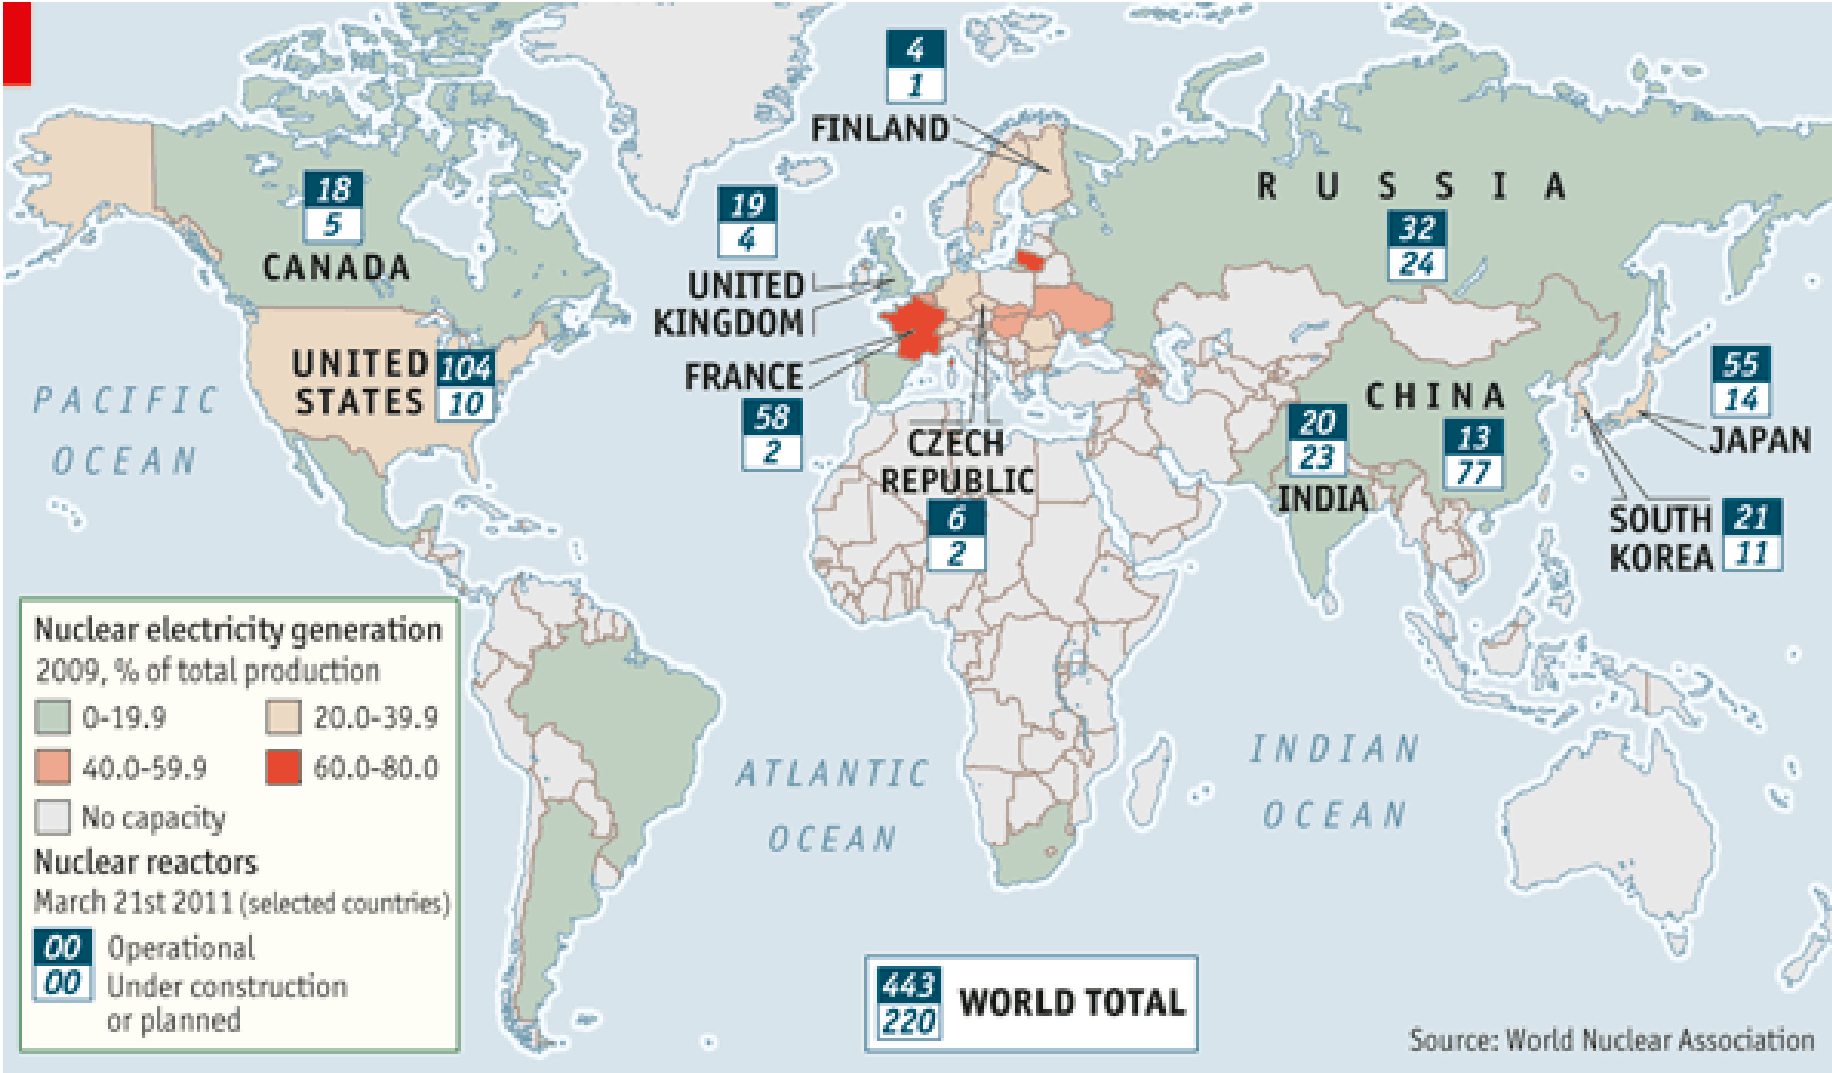 4
1
FINLAND
18
5
CANADA
19
4
UNITED
KINGDOM
RUSSIA
32
24
UNITED
STATES
104
10
FRANCE
58
2
PACIFIC
OCEAN
CZECH
REPUBLIC
6
2
CHINA
13
77
20
23
INDIA
55
14
JAPAN
SOUTH
KOREA
21
11
Nuclear electricity generation
2009, % of total production
0-19.9
20.0-39.9
40.0-59.9
60.0-80.0
No capacity
Nuclear reactors
March 21st 2011 (selected countries)
00 Operational
00 Under construction
or planned
ATLANTIC
OCEAN
INDIAN
OCEAN
443
220
WORLD TOTAL
Source: World Nuclear Association